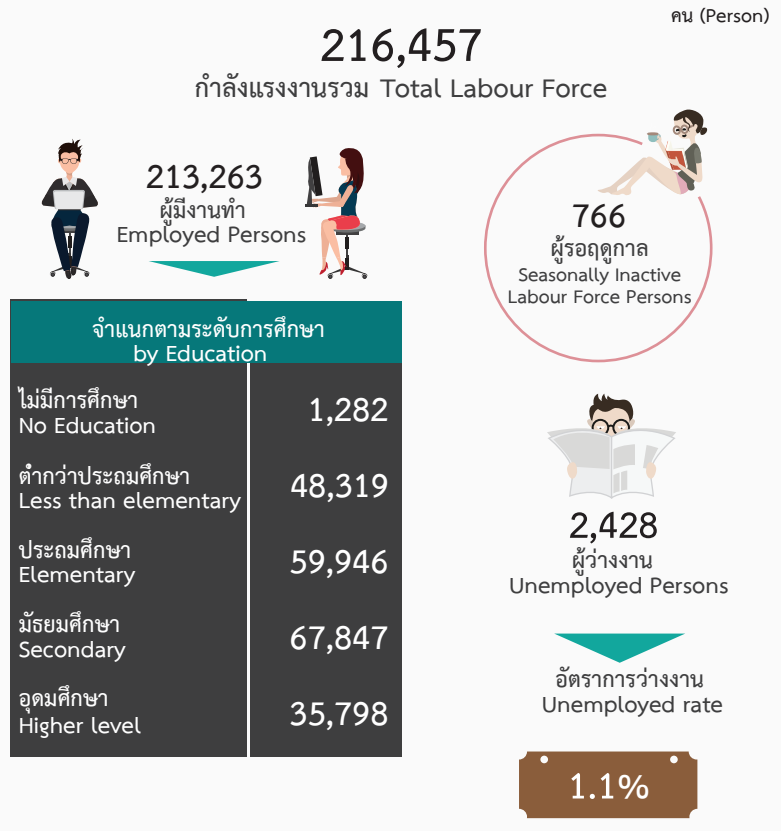 คน (Person)
216,457
กำลังแรงงานรวม Total Labour Force
213,263
ผู้มีงานทำ
Employed Persons
766
ผู้รอฤดูกาล
Seasonally Inactive
Labour Force Persons
จำแนกตามระดับการศึกษา
by Education
ไม่มีการศึกษา
No Education
1,282
ต่ำกว่าประถมศึกษา
Less than elementary
48,319
ประถมศึกษา
Elementary
59,946
มัธยมศึกษา
Secondary
67,847
อุดมศึกษา
Higher level
35,798
2,428
ผู้ว่างงาน
Unemployed Persons
อัตราการว่างงาน
Unemployed rate
1.1%